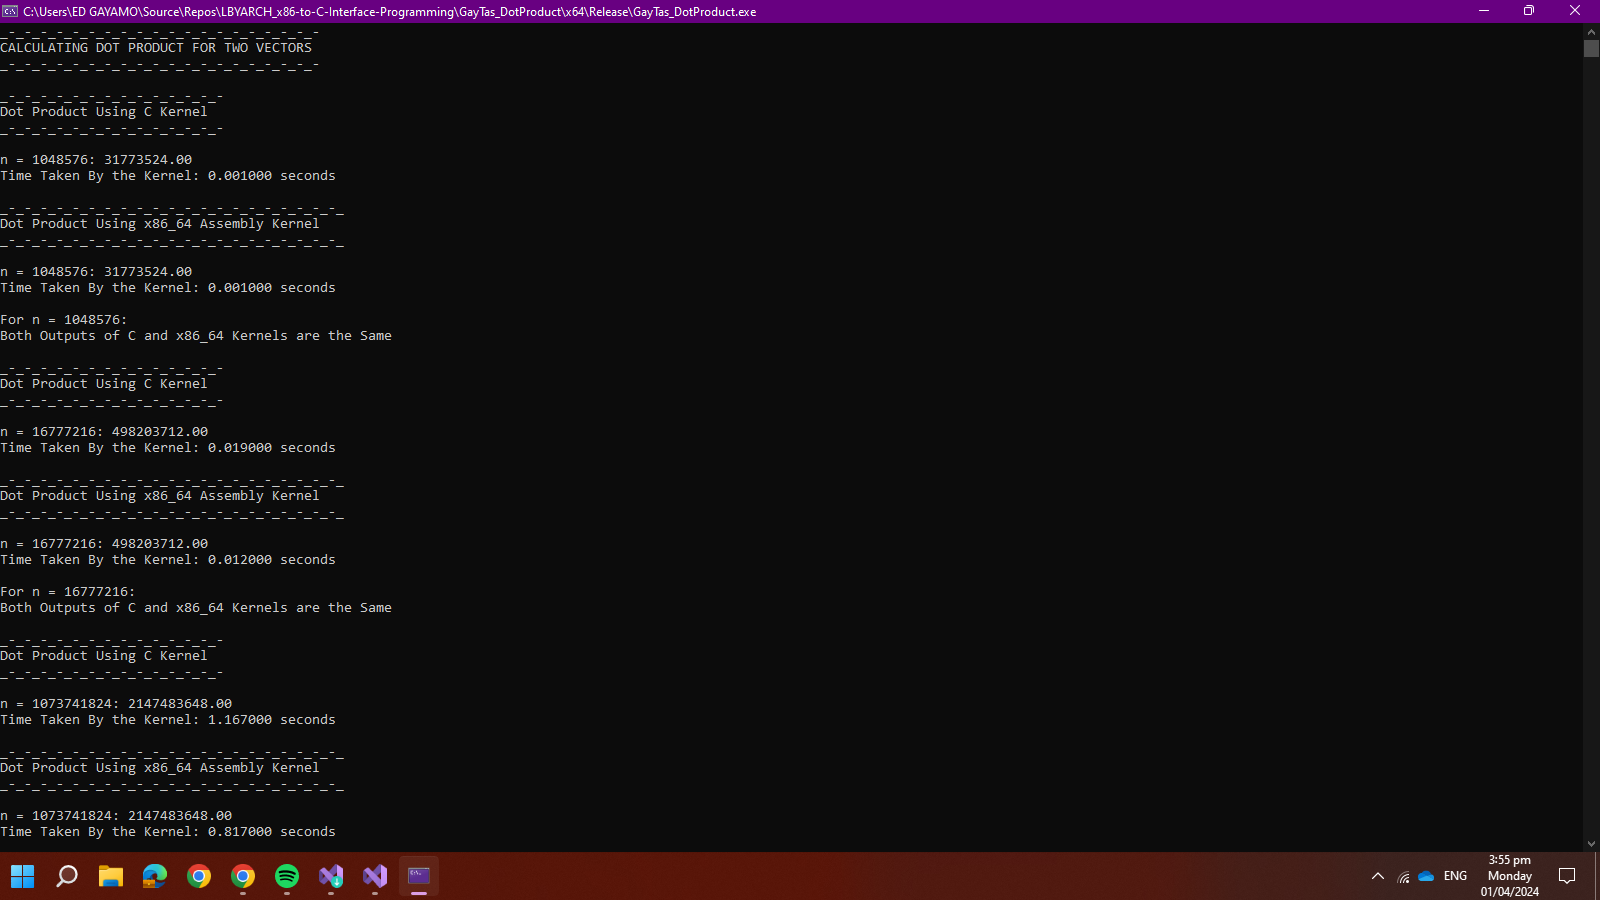 C:\Users\ED GAYAMO\Source\Repos\LBYARCH_x86-to-C-Interface-Programming\GayTas_DotProduct\x64\Release\GayTas_DotProduct.exe
_-_-_-_-_-_-_-_-_-_-_-_-_-_-_-_-_-_-_-_-
CALCULATING DOT PRODUCT FOR TWO VECTORS
_-_-_-_-_-_-_-_-_-_-_-_-_-_-_-_-_-_-_-_-
_-_-_-_-_-_-_-_-_-_-_-_-_-_-
Dot Product Using C Kernel
_-_-_-_-_-_-_-_-_-_-_-_-_-_-
n = 1048576: 31773524.00
Time Taken By the Kernel: 0.001000 seconds
_-_-_-_-_-_-_-_-_-_-_-_-_-_-_-_-_-_-_-_-_-_
Dot Product Using x86_64 Assembly Kernel
_-_-_-_-_-_-_-_-_-_-_-_-_-_-_-_-_-_-_-_-_-_
n = 1048576: 31773524.00
Time Taken By the Kernel: 0.001000 seconds
For n = 1048576:
Both Outputs of C and x86_64 Kernels are the Same
_-_-_-_-_-_-_-_-_-_-_-_-_-_-
Dot Product Using C Kernel
_-_-_-_-_-_-_-_-_-_-_-_-_-_-
n = 16777216: 498203712.00
Time Taken By the Kernel: 0.019000 seconds
_-_-_-_-_-_-_-_-_-_-_-_-_-_-_-_-_-_-_-_-_-_
Dot Product Using x86_64 Assembly Kernel
_-_-_-_-_-_-_-_-_-_-_-_-_-_-_-_-_-_-_-_-_-_
n = 16777216: 498203712.00
Time Taken By the Kernel: 0.012000 seconds
For n = 16777216:
Both Outputs of C and x86_64 Kernels are the Same
_-_-_-_-_-_-_-_-_-_-_-_-_-_-
Dot Product Using C Kernel
_-_-_-_-_-_-_-_-_-_-_-_-_-_-
n = 1073741824: 2147483648.00
Time Taken By the Kernel: 1.167000 seconds
_-_-_-_-_-_-_-_-_-_-_-_-_-_-_-_-_-_-_-_-_-_
Dot Product Using x86_64 Assembly Kernel
_-_-_-_-_-_-_-_-_-_-_-_-_-_-_-_-_-_-_-_-_-_
n = 1073741824: 2147483648.00
Time Taken By the Kernel: 0.817000 seconds
ENG
3:55 pm
Monday
01/04/2024